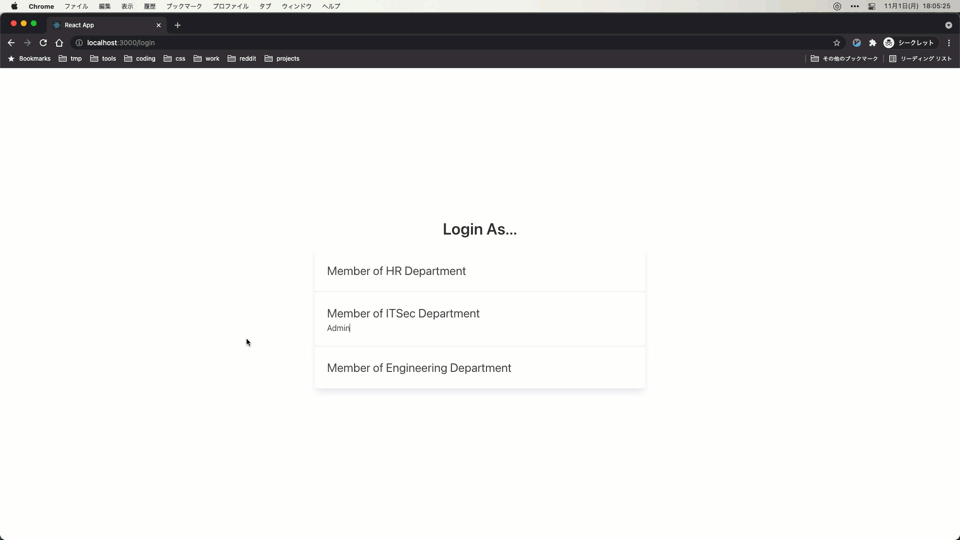 Chrome ファイル 編集 表示 履歴 ブックマーク プロファイル タブ ウィンドウ ヘルプ 11月1日(月) 18:05:25
React App
localhost:3000/login シークレット
Bookmarks tmp tools coding css work reddit projects その他のブックマーク リーディング リスト
Login As...
Member of HR Department
Member of ITSec Department
Admin
Member of Engineering Department